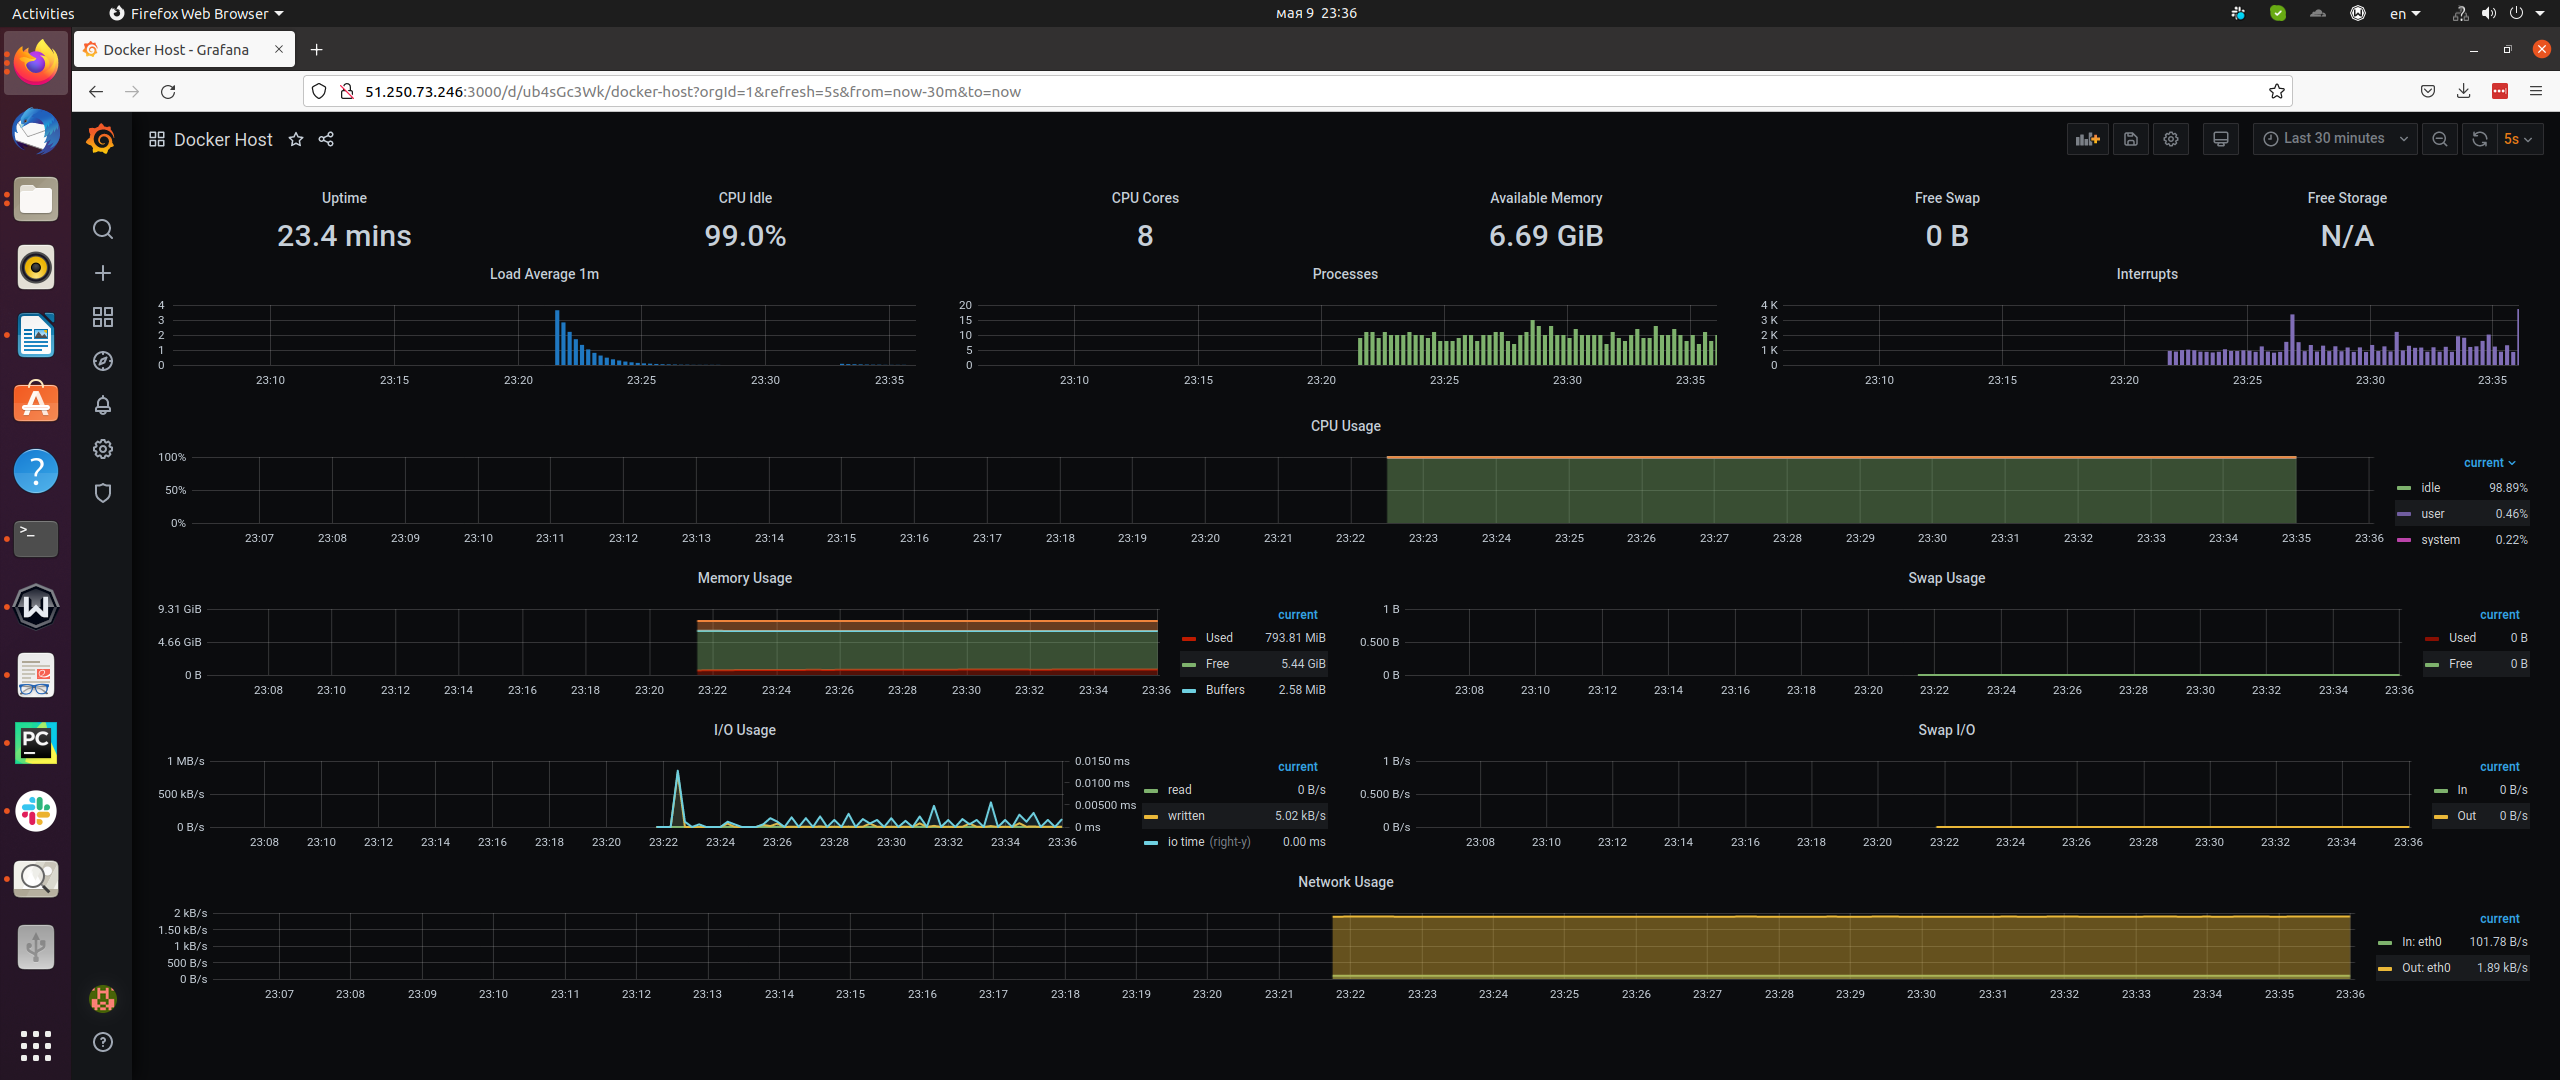 Activities Firefox Web Browser мая 9 23:36 en
Docker Host - Grafana
51.250.73.246:3000/d/ub4sGc3Wk/docker-host?orgId=1&refresh=5s&from=now-30m&to=now
Docker Host Last 30 minutes 5s
Uptime CPU Idle CPU Cores Available Memory Free Swap Free Storage
23.4 mins 99.0% 8 6.69 GiB 0 B N/A
Load Average 1m Processes Interrupts
4 20 4 K
3 15 3 K
2 10 2 K
1 5 1 K
0 0 0
23:10 23:15 23:20 23:25 23:30 23:35 23:10 23:15 23:20 23:25 23:30 23:35 23:10 23:15 23:20 23:25 23:30 23:35
CPU Usage
100% current
50% idle 98.89%
0% user 0.46%
23:07 23:08 23:09 23:10 23:11 23:12 23:13 23:14 23:15 23:16 23:17 23:18 23:19 23:20 23:21 23:22 23:23 23:24 23:25 23:26 23:27 23:28 23:29 23:30 23:31 23:32 23:33 23:34 23:35 23:36 system 0.22%
Memory Usage Swap Usage
9.31 GiB current 1 B current
4.66 GiB Used 793.81 MiB 0.500 B Used 0 B
0 B Free 5.44 GiB 0 B Free 0 B
23:08 23:10 23:12 23:14 23:16 23:18 23:20 23:22 23:24 23:26 23:28 23:30 23:32 23:34 23:36 Buffers 2.58 MiB 23:08 23:10 23:12 23:14 23:16 23:18 23:20 23:22 23:24 23:26 23:28 23:30 23:32 23:34 23:36
I/O Usage Swap I/O
1 MB/s 0.0150 ms current 1 B/s current
0.0100 ms
500 kB/s read 0 B/s 0.500 B/s In 0 B/s
0.00500 ms
0 B/s 0 ms written 5.02 kB/s 0 B/s Out 0 B/s
23:08 23:10 23:12 23:14 23:16 23:18 23:20 23:22 23:24 23:26 23:28 23:30 23:32 23:34 23:36 io time (right-y) 0.00 ms 23:08 23:10 23:12 23:14 23:16 23:18 23:20 23:22 23:24 23:26 23:28 23:30 23:32 23:34 23:36
Network Usage
2 kB/s current
1.50 kB/s
1 kB/s In: eth0 101.78 B/s
500 B/s Out: eth0 1.89 kB/s
0 B/s
23:07 23:08 23:09 23:10 23:11 23:12 23:13 23:14 23:15 23:16 23:17 23:18 23:19 23:20 23:21 23:22 23:23 23:24 23:25 23:26 23:27 23:28 23:29 23:30 23:31 23:32 23:33 23:34 23:35 23:36
PC